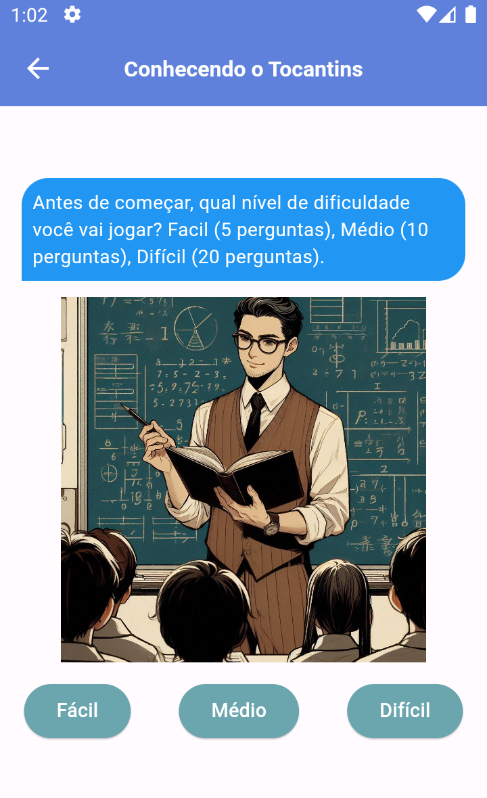 1:02
Conhecendo o Tocantins
Antes de começar, qual nível de dificuldade
você vai jogar? Facil (5 perguntas), Médio (10
perguntas), Difícil (20 perguntas).
Fácil Médio Difícil